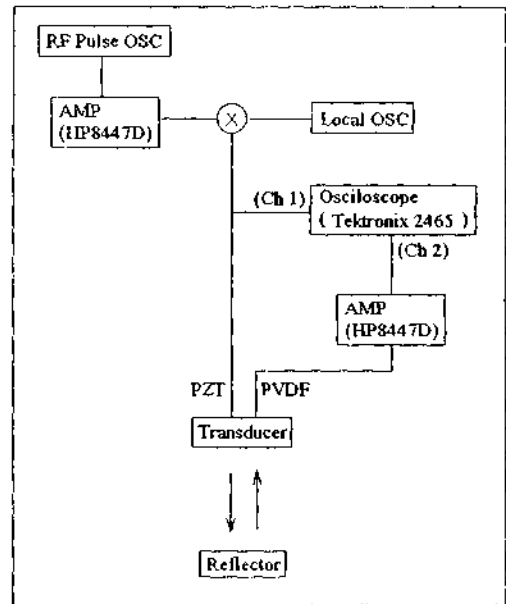 RF Pulse OSC
AMP
(HP8447D)
X
Local OSC
(Ch 1)
Osciloscope
( Tektronix 2465)
(Ch 2)
AMP
(HP8447D)
PZT
PVDF
Transducer
Reflector